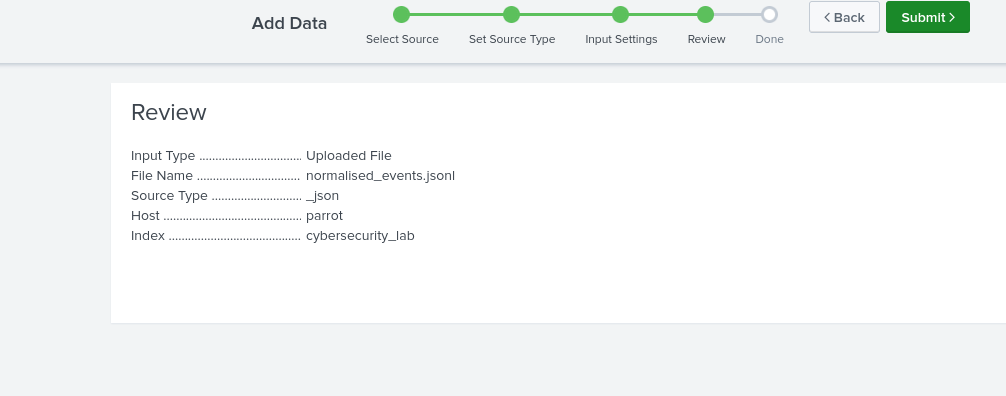 Add Data
Select Source
Set Source Type
Input Settings
Review
Done
< Back
Submit >
Review
Input Type ................................ Uploaded File
File Name ................................ normalised_events.jsonl
Source Type ............................ _json
Host ........................................... parrot
Index ......................................... cybersecurity_lab